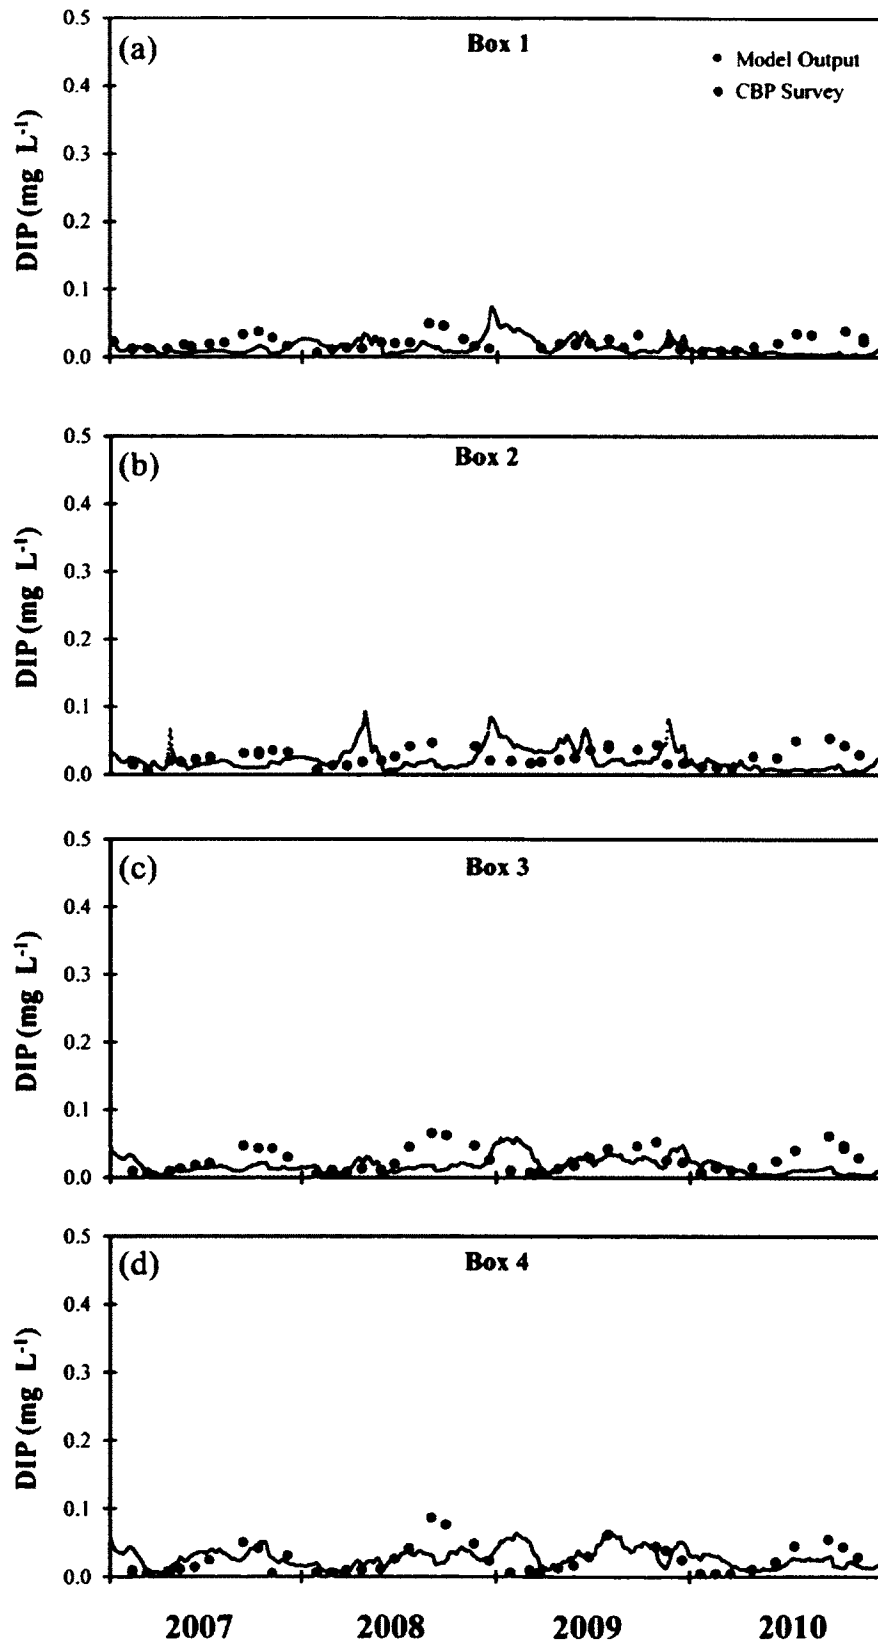 (a)
Box 1
Model Output
CBP Survey
DIP (mg L⁻¹)
0.5
0.4
0.3
0.2
0.1
0.0
(b)
Box 2
DIP (mg L⁻¹)
0.5
0.4
0.3
0.2
0.1
0.0
(c)
Box 3
DIP (mg L⁻¹)
0.5
0.4
0.3
0.2
0.1
0.0
(d)
Box 4
DIP (mg L⁻¹)
0.5
0.4
0.3
0.2
0.1
0.0
2007 2008 2009 2010